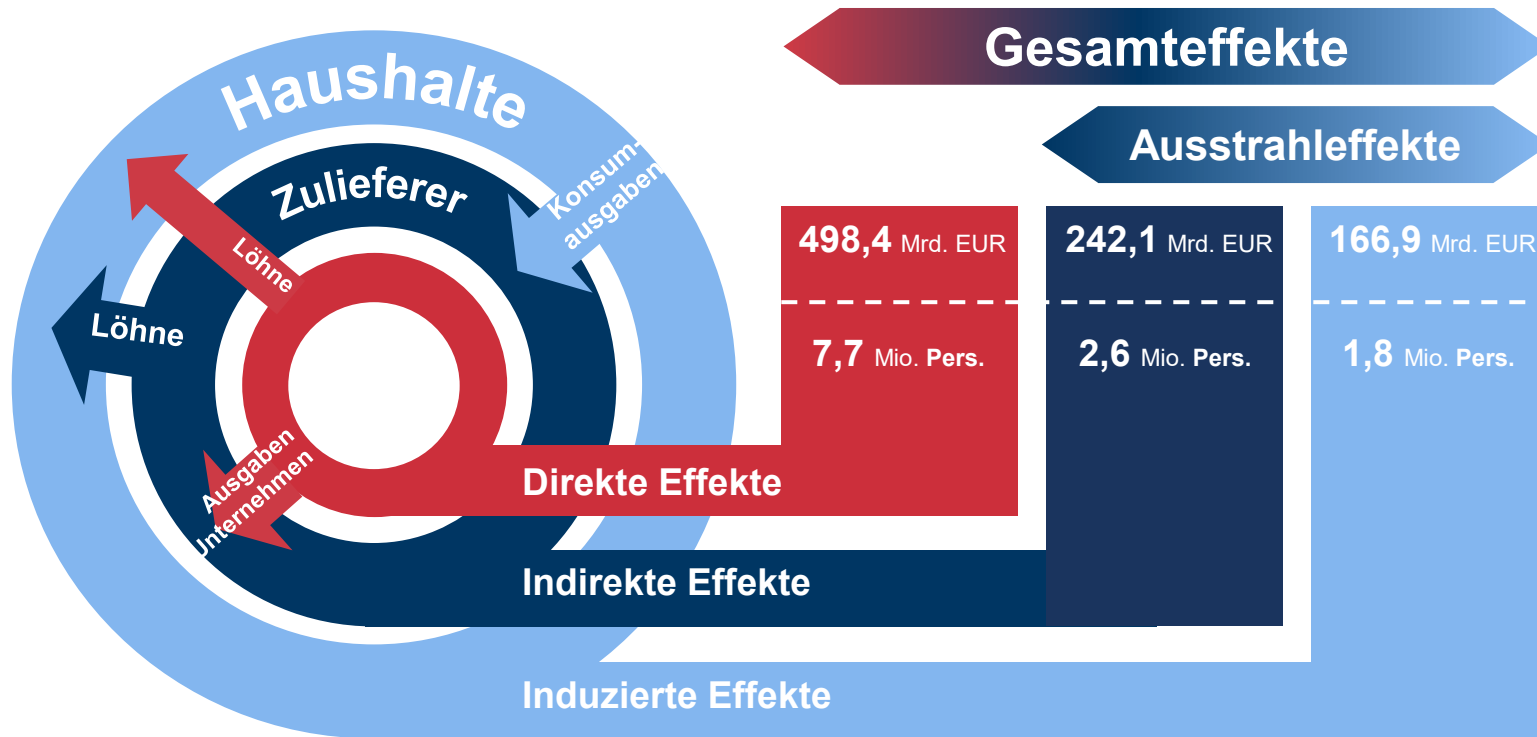 Gesamteffekte
Ausstrahleffekte
Haushalte
Zulieferer
Konsum-
ausgaben
Löhne
Löhne
Ausgaben
Unternehmen
498,4 Mrd. EUR
242,1 Mrd. EUR
166,9 Mrd. EUR
7,7 Mio. Pers.
2,6 Mio. Pers.
1,8 Mio. Pers.
Direkte Effekte
Indirekte Effekte
Induzierte Effekte